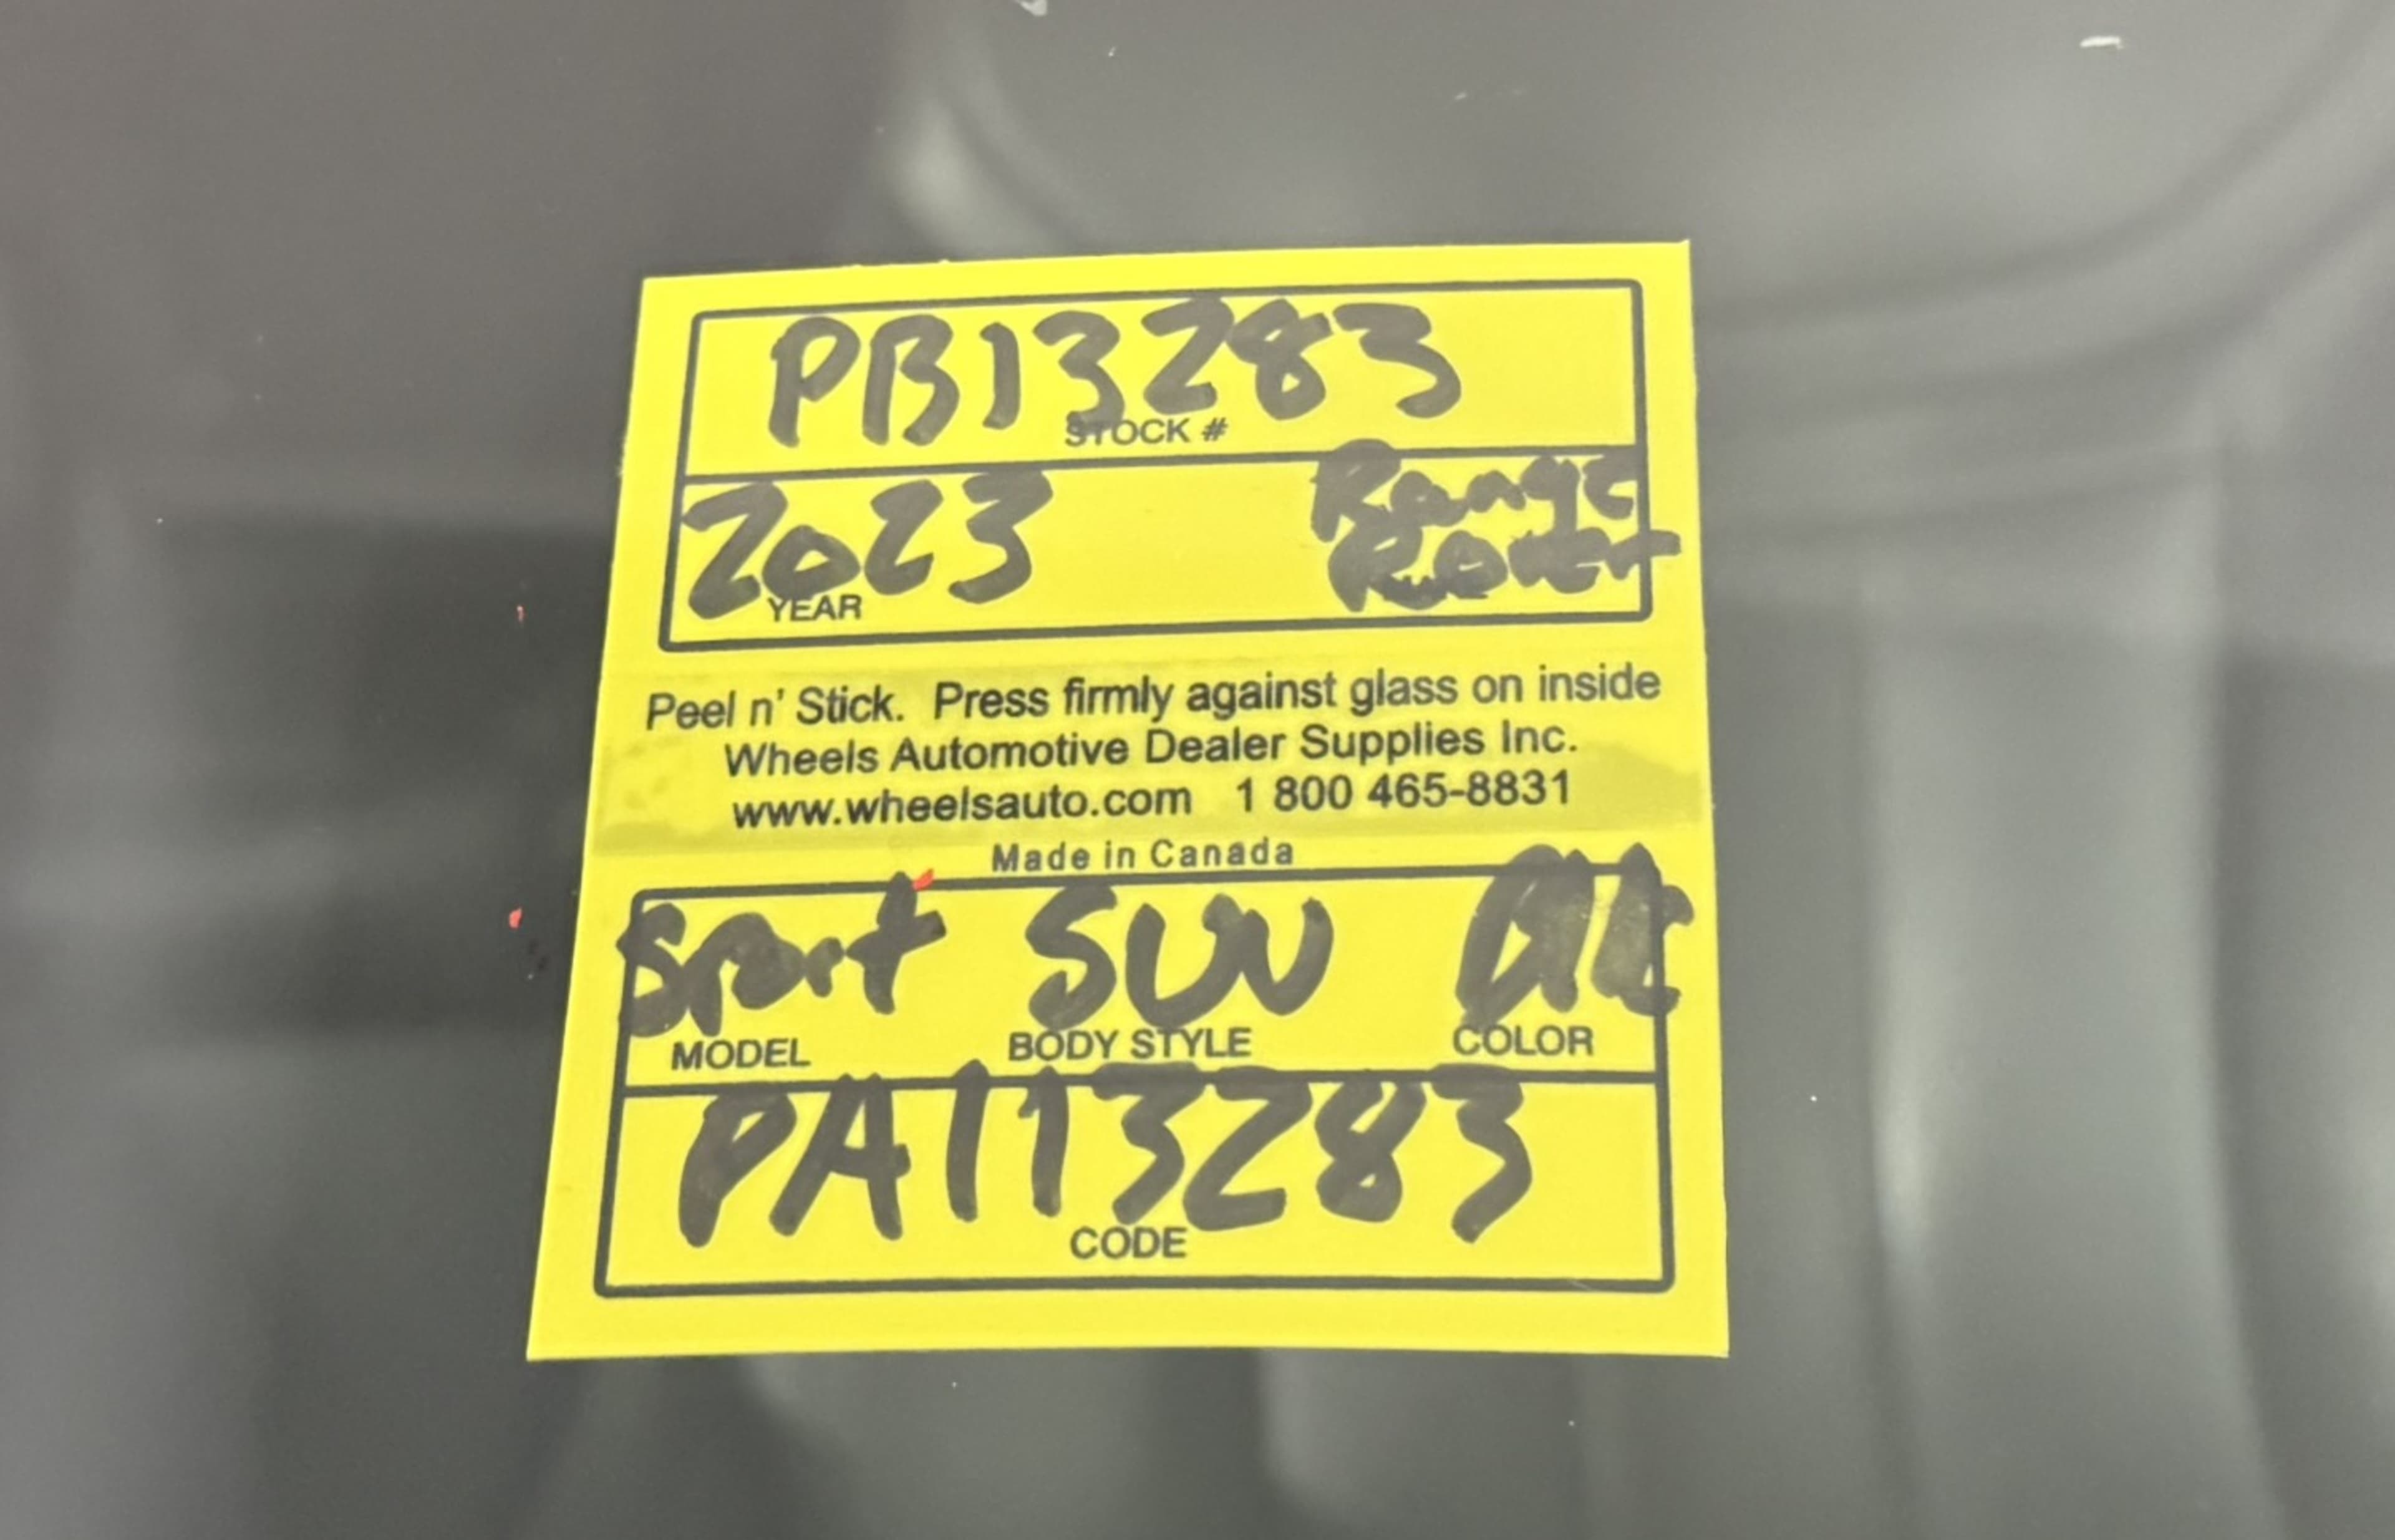 PB13283
STOCK #
2023 Range
Rover
YEAR
Peel n' Stick. Press firmly against glass on inside
Wheels Automotive Dealer Supplies Inc.
www.wheelsauto.com 1 800 465-8831
Made in Canada
Sport SUV
MODEL BODY STYLE COLOR
PA113283
CODE